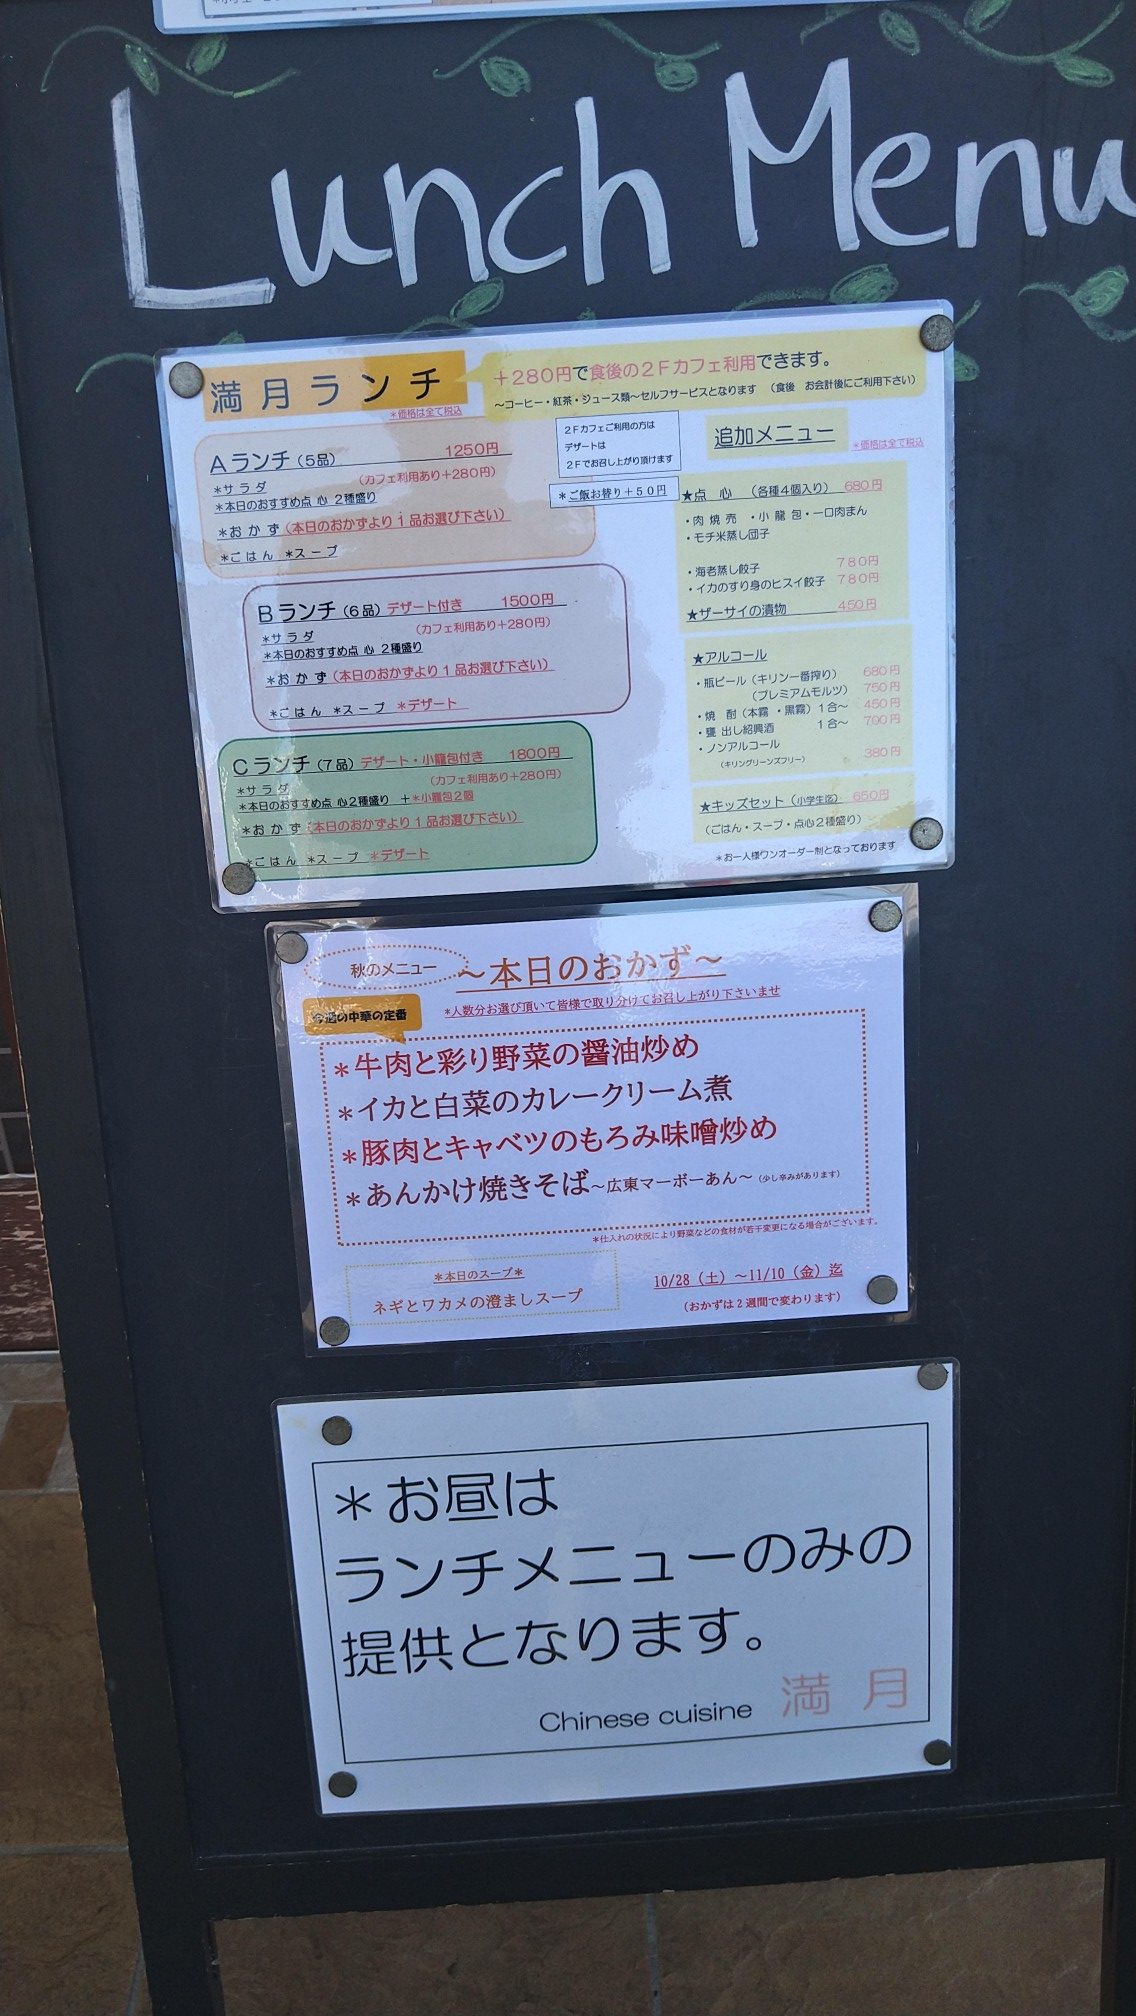 Lunch Menu
満月ランチ
*価格は全て税込
+280円で食後の2Fカフェ利用できます。
～コーヒー・紅茶・ジュース類～セルフサービスとなります (食後 お会計後にご利用下さい)
Aランチ(5品) 1250円
(カフェ利用あり+280円)
*サラダ
*本日のおすすめ点心2種盛り
*おかず(本日のおかずより1品お選び下さい)
*ごはん *スープ
2Fカフェご利用の方は
デザートは
2Fでお召し上がり頂けます
*ご飯お替り+50円
Bランチ(6品)デザート付き 1500円
(カフェ利用あり+280円)
*サラダ
*本日のおすすめ点心2種盛り
*おかず(本日のおかずより1品お選び下さい)
*ごはん *スープ *デザート
Cランチ(7品)デザート・小籠包付き 1800円
(カフェ利用あり+280円)
*サラダ
*本日のおすすめ点心2種盛り +*小籠包2個
*おかず(本日のおかずより1品お選び下さい)
*ごはん *スープ *デザート
追加メニュー
*価格は全て税込
★点心 (各種4個入り) 680円
・肉焼売 ・小籠包・一口肉まん
・モチ米蒸し団子
・海老蒸し餃子 780円
・イカのすり身のヒスイ餃子 780円
★ザーサイの漬物 450円
★アルコール
・瓶ビール(キリン一番搾り) 680円
(プレミアムモルツ) 750円
・焼酎(本霧・黒霧)1合～ 450円
・甕出し紹興酒 1合～ 700円
・ノンアルコール
(キリングリーンズフリー) 380円
★キッズセット(小学生迄) 650円
(ごはん・スープ・点心2種盛り)
*お一人様ワンオーダー制となっております
秋のメニュー
～本日のおかず～
*人数分お選び頂いて皆様で取り分けてお召し上がり下さいませ
今週の中華の定番
*牛肉と彩り野菜の醤油炒め
*イカと白菜のカレークリーム煮
*豚肉とキャベツのもろみ味噌炒め
*あんかけ焼きそば～広東マーボーあん～(少し辛みがあります)
*仕入れの状況により野菜などの食材が若干変更になる場合がございます。
*本日のスープ*
ネギとワカメの澄ましスープ
10/28(土)～11/10(金)迄
(おかずは2週間で変わります)
*お昼は
ランチメニューのみの
提供となります。
Chinese cuisine 満月